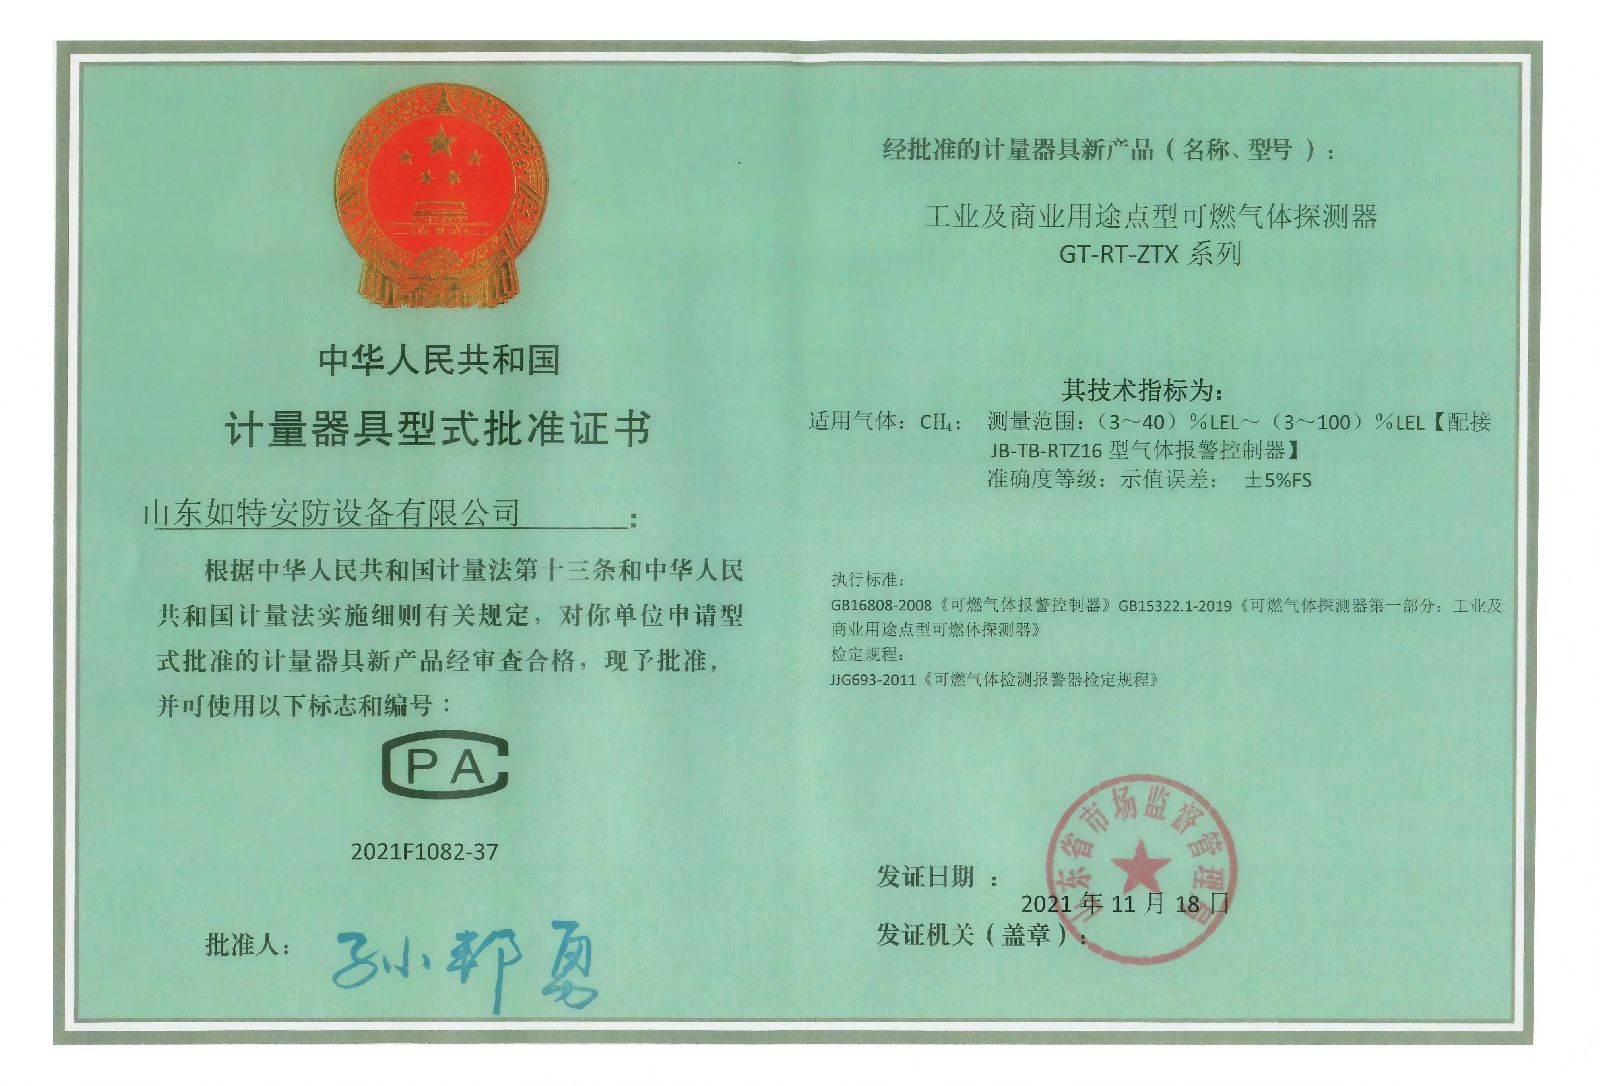 中华人民共和国
计量器具型式批准证书
山东如特安防设备有限公司：
根据中华人民共和国计量法第十三条和中华人民
共和国计量法实施细则有关规定，对你单位申请型
式批准的计量器具新产品经审查合格，现予批准，
并可使用以下标志和编号：
CPA
2021F1082-37
批准人：
经批准的计量器具新产品（名称、型号）：
工业及商业用途点型可燃气体探测器
GT-RT-ZTX 系列
其技术指标为：
适用气体：CH₄； 测量范围：（3～40）%LEL～（3～100）%LEL【配接
JB-TB-RTZ16 型气体报警控制器】
准确度等级：示值误差： ±5%FS
执行标准：
GB16808-2008《可燃气体报警控制器》GB15322.1-2019《可燃气体探测器第一部分：工业及
商业用途点型可燃体探测器》
检定规程：
JJG693-2011《可燃气体检测报警器检定规程》
山东省市场监督管理局
发证日期：
2021 年 11 月 18 日
发证机关（盖章）：